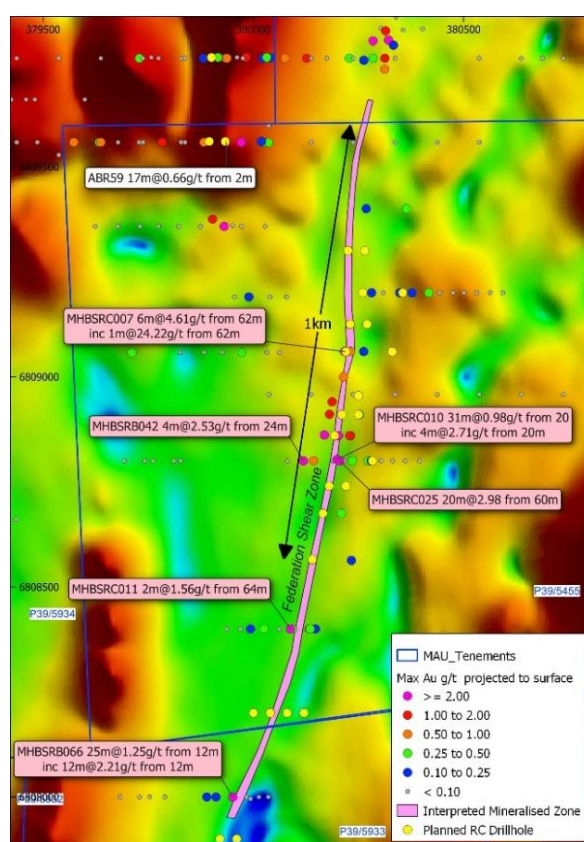 379500
380000
380500
6809500
ABR59 17m@0.66g/t from 2m
MHBSRC007 6m@4.61g/t from 62m
inc 1m@24.22g/t from 62m
1km
6809000
MHBSRB042 4m@2.53g/t from 24m
MHBSRC010 31m@0.98g/t from 20
inc 4m@2.71g/t from 20m
MHBSRC025 20m@2.98 from 60m
Federation Shear Zone
6808500
MHBSRC011 2m@1.56g/t from 64m
P39/5934
P39/5455
MHBSRB066 25m@1.25g/t from 12m
inc 12m@2.21g/t from 12m
6808000
P39/5933
MAU_Tenements
Max Au g/t projected to surface
>= 2.00
1.00 to 2.00
0.50 to 1.00
0.25 to 0.50
0.10 to 0.25
< 0.10
Interpreted Mineralised Zone
Planned RC Drillhole